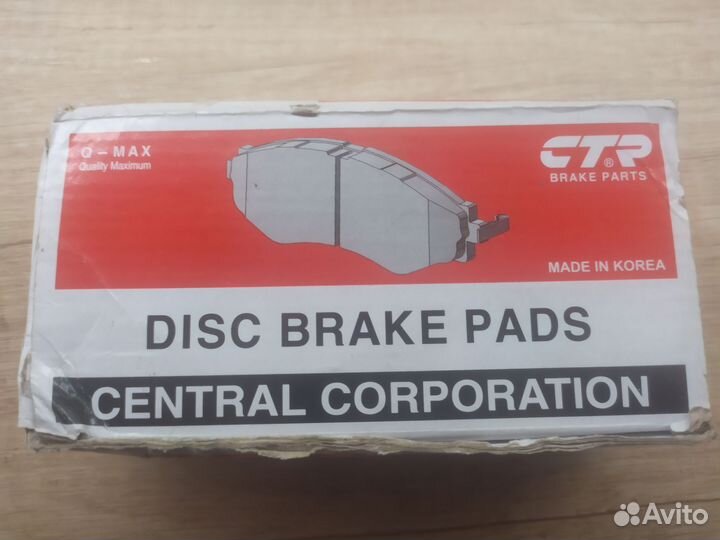 Q-MAX
Quality Maximum
CTR®
BRAKE PARTS
MADE IN KOREA
DISC BRAKE PADS
CENTRAL CORPORATION
Avito